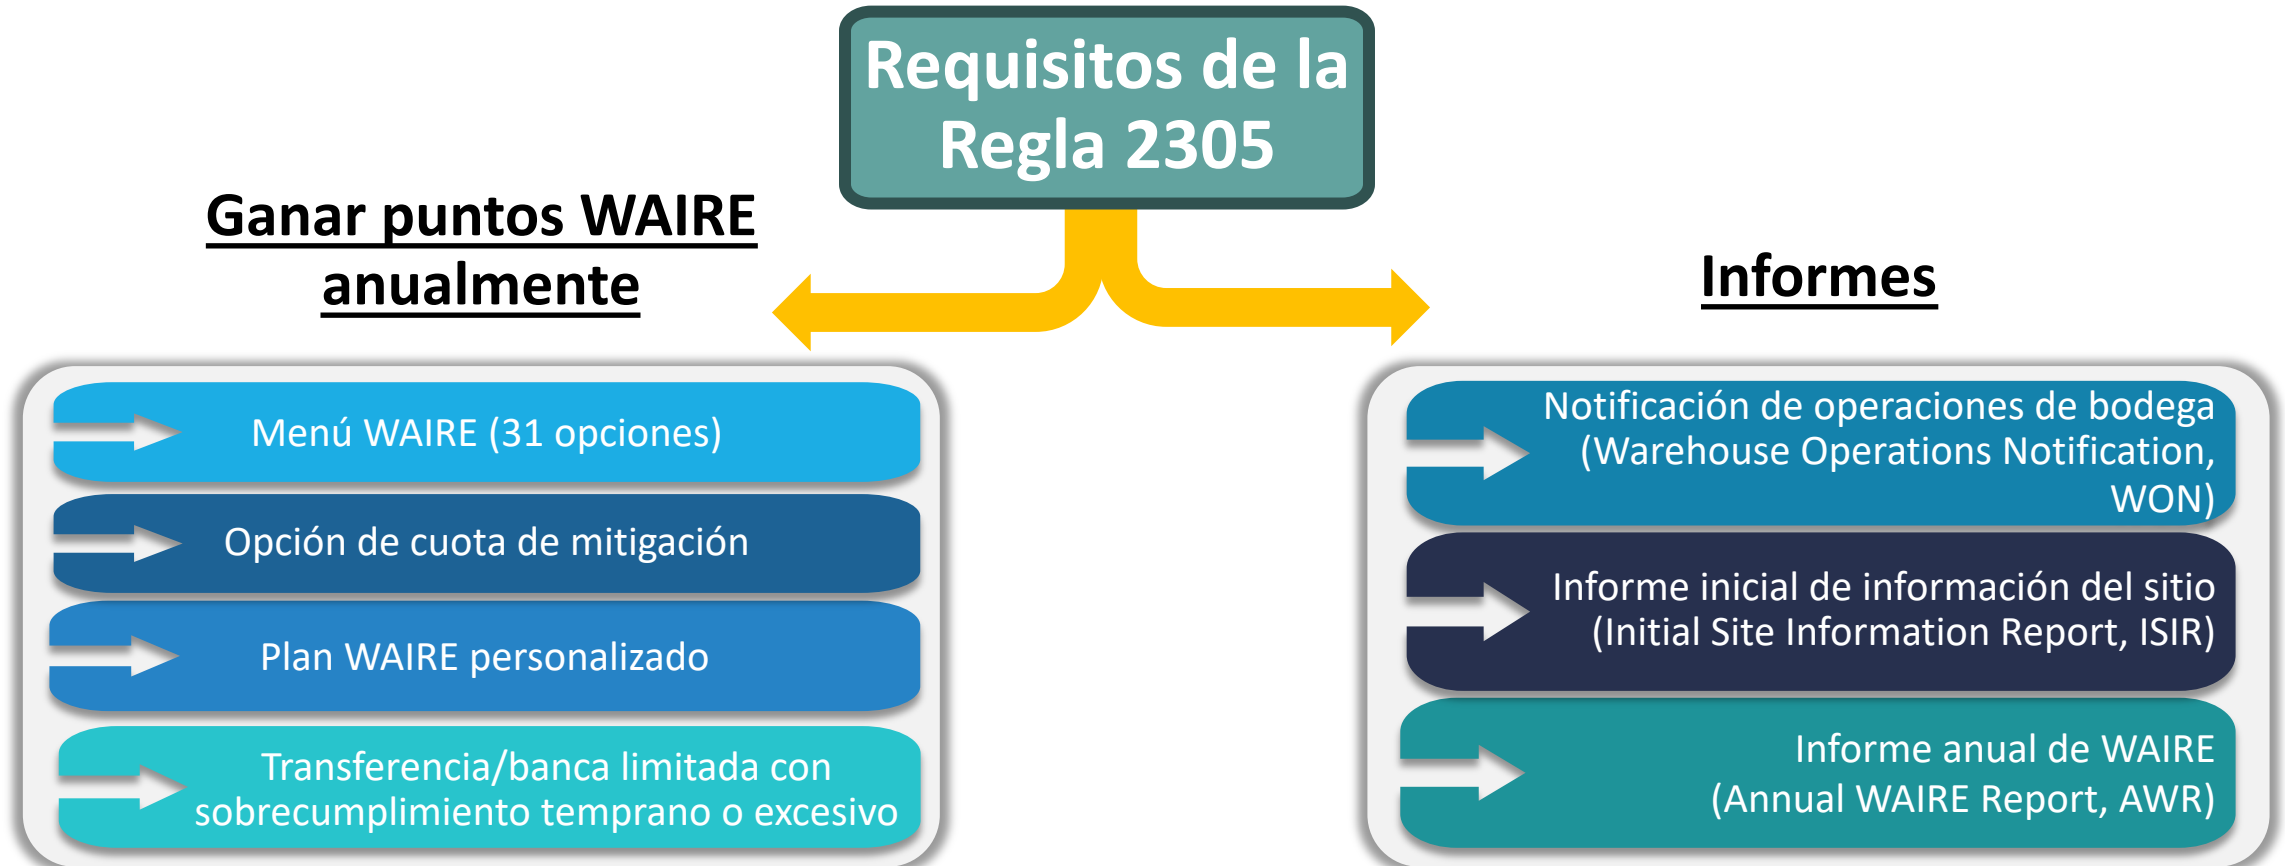 Requisitos de la
Regla 2305
Ganar puntos WAIRE
anualmente
Menú WAIRE (31 opciones)
Opción de cuota de mitigación
Plan WAIRE personalizado
Transferencia/banca limitada con
sobrecumplimiento temprano o excesivo
Informes
Notificación de operaciones de bodega
(Warehouse Operations Notification,
WON)
Informe inicial de información del sitio
(Initial Site Information Report, ISIR)
Informe anual de WAIRE
(Annual WAIRE Report, AWR)